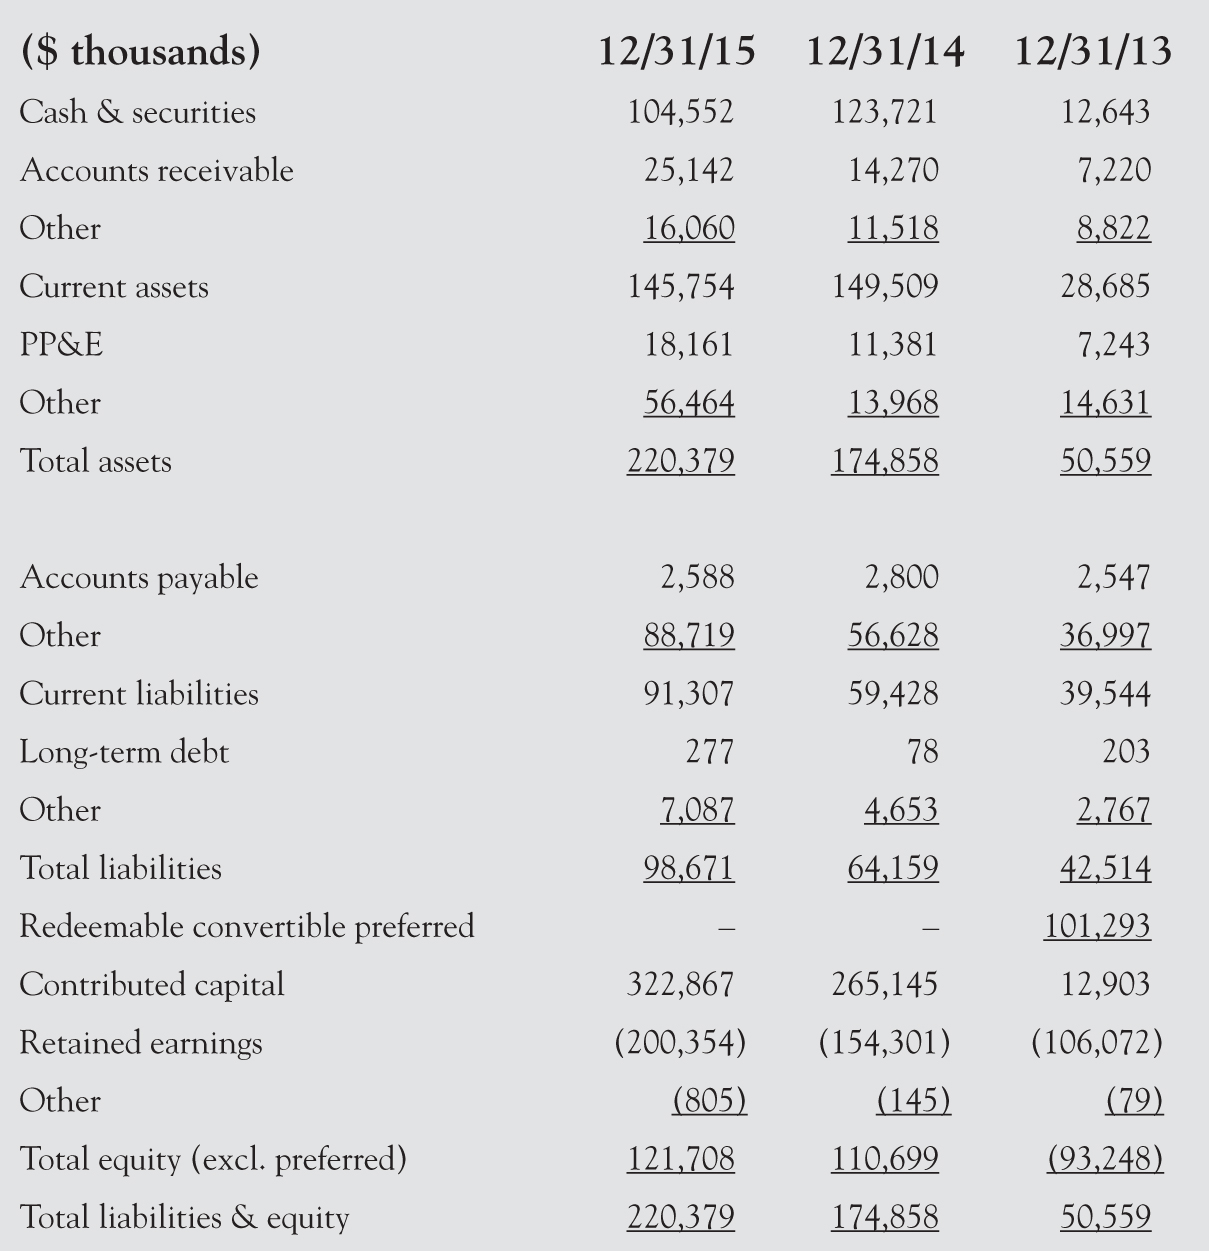 ($ thousands) 12/31/15 12/31/14 12/31/13
Cash & securities 104,552 123,721 12,643
Accounts receivable 25,142 14,270 7,220
Other 16,060 11,518 8,822
Current assets 145,754 149,509 28,685
PP&E 18,161 11,381 7,243
Other 56,464 13,968 14,631
Total assets 220,379 174,858 50,559
Accounts payable 2,588 2,800 2,547
Other 88,719 56,628 36,997
Current liabilities 91,307 59,428 39,544
Long-term debt 277 78 203
Other 7,087 4,653 2,767
Total liabilities 98,671 64,159 42,514
Redeemable convertible preferred – – 101,293
Contributed capital 322,867 265,145 12,903
Retained earnings (200,354) (154,301) (106,072)
Other (805) (145) (79)
Total equity (excl. preferred) 121,708 110,699 (93,248)
Total liabilities & equity 220,379 174,858 50,559